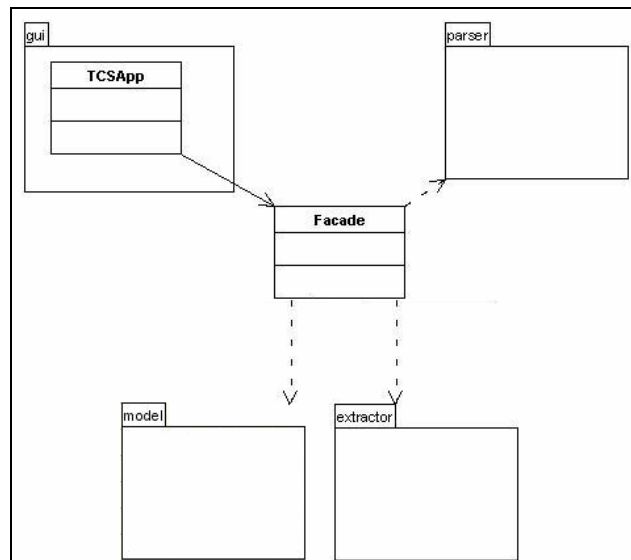 gui
parser
TCSApp
Facade
model
extractor